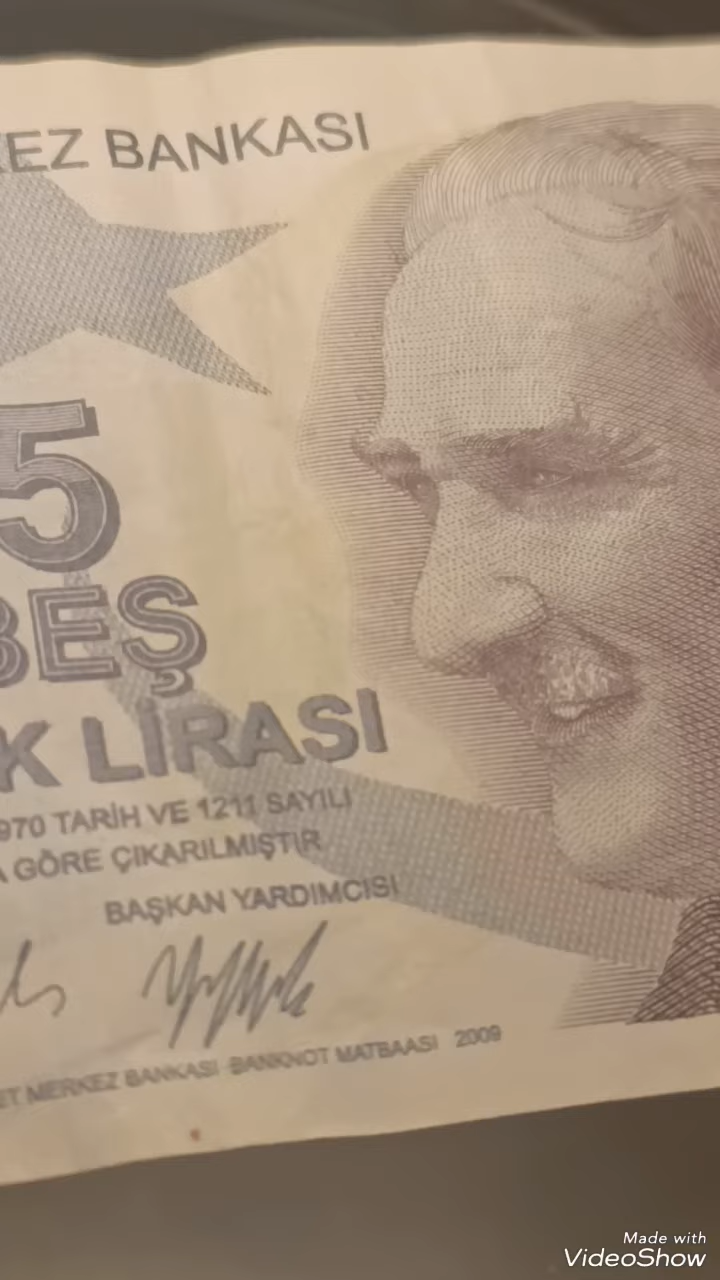 EZ BANKASI
5
BEŞ
K LİRASI
970 TARİH VE 1211 SAYILI
A GÖRE ÇIKARILMIŞTIR
BAŞKAN YARDIMCISI
ET MERKEZ BANKASI BANKNOT MATBAASI 2009
Made with
VideoShow